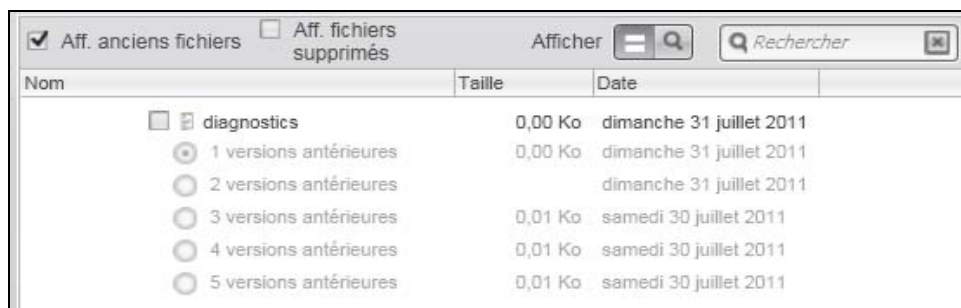 Aff. anciens fichiers Aff. fichiers supprimés Afficher Rechercher
Nom Taille Date
diagnostics 0,00 Ko dimanche 31 juillet 2011
1 versions antérieures 0,00 Ko dimanche 31 juillet 2011
2 versions antérieures dimanche 31 juillet 2011
3 versions antérieures 0,01 Ko samedi 30 juillet 2011
4 versions antérieures 0,01 Ko samedi 30 juillet 2011
5 versions antérieures 0,01 Ko samedi 30 juillet 2011